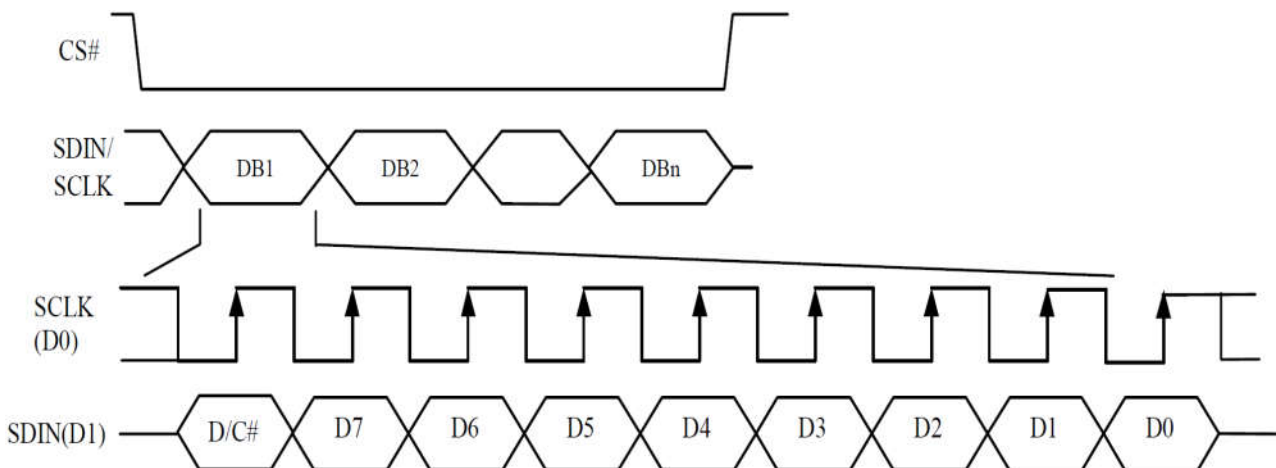 CS#
SDIN/
SCLK
DB1 DB2 DBn
SCLK
(D0)
SDIN(D1) D/C# D7 D6 D5 D4 D3 D2 D1 D0